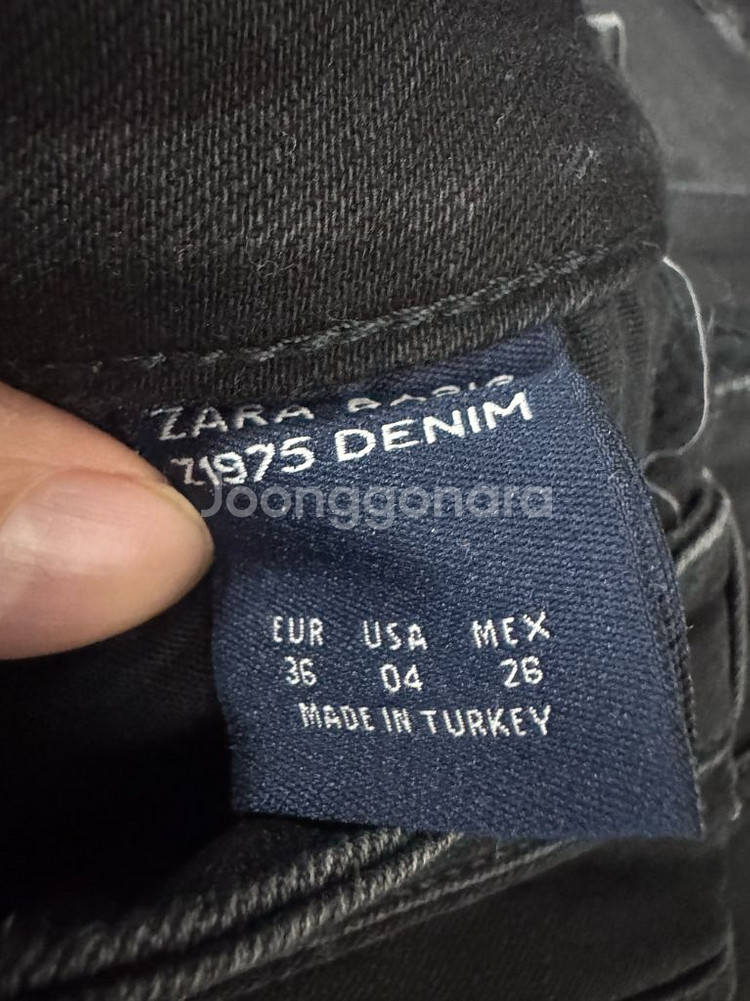 ZARA BASIC
Z1975 DENIM
Joonggonara
EUR USA MEX
36 04 26
MADE IN TURKEY